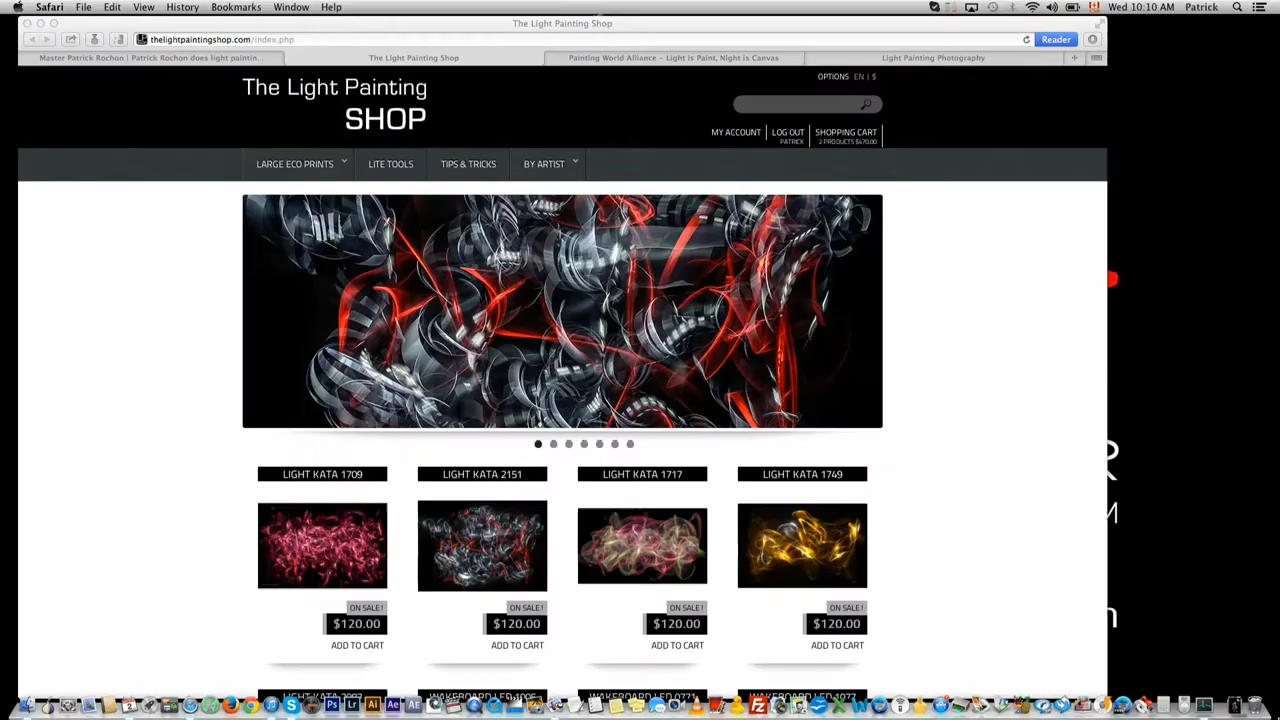 Safari File Edit View History Bookmarks Window Help
Wed 10:10 AM Patrick
The Light Painting Shop
thelightpaintingshop.com/index.php
Reader
Master Patrick Rochon | Patrick Rochon does light paintin...
The Light Painting Shop
Painting World Alliance – Light is Paint, Night is Canvas
Light Painting Photography
The Light Painting
SHOP
OPTIONS EN | $
MY ACCOUNT LOG OUT SHOPPING CART
PATRICK 2 PRODUCTS $470.00
LARGE ECO PRINTS LITE TOOLS TIPS & TRICKS BY ARTIST
LIGHT KATA 1709 LIGHT KATA 2151 LIGHT KATA 1717 LIGHT KATA 1749
ON SALE! ON SALE! ON SALE! ON SALE!
$120.00 $120.00 $120.00 $120.00
ADD TO CART ADD TO CART ADD TO CART ADD TO CART
R
M
n